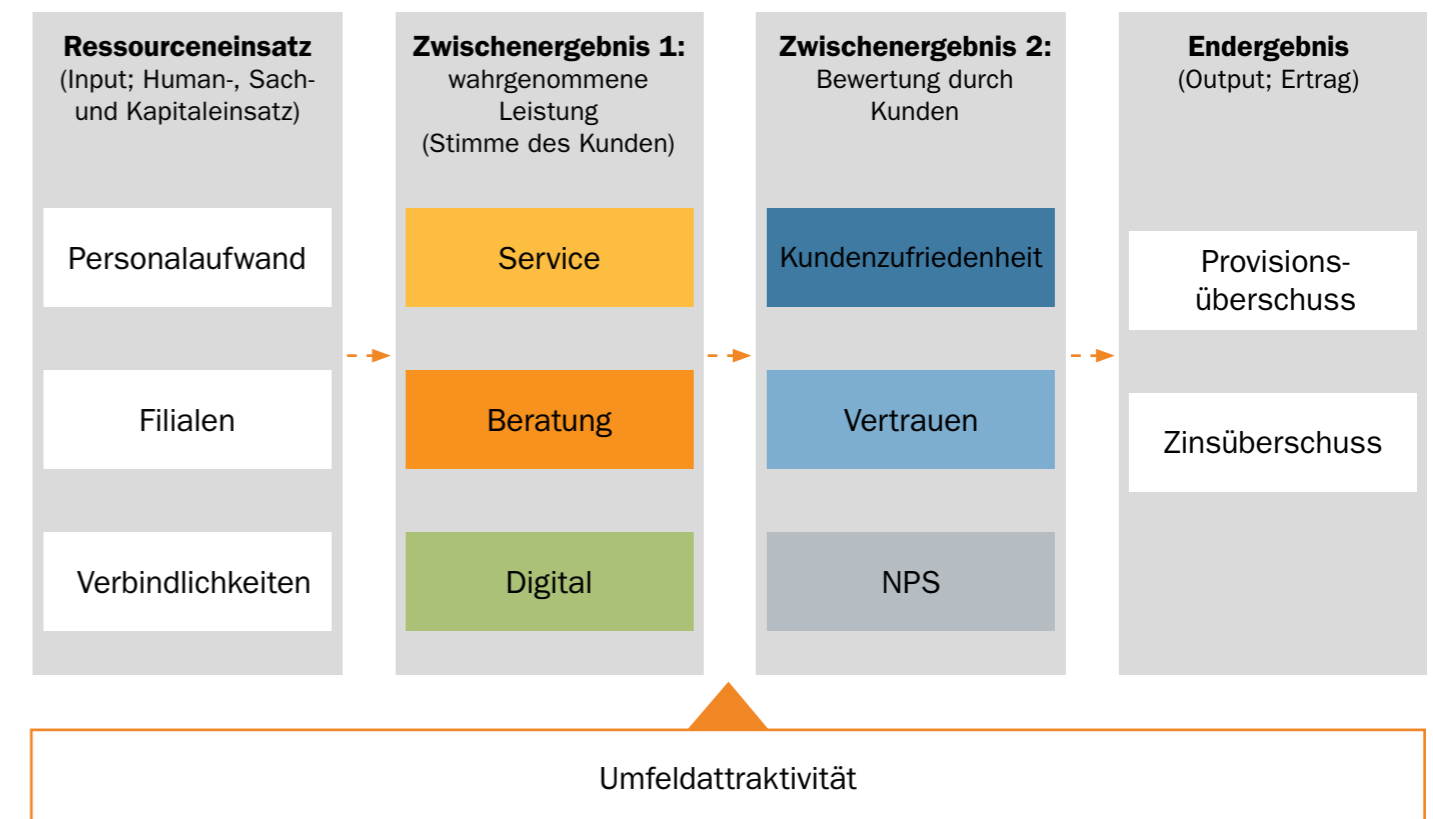 Ressourceneinsatz
(Input; Human-, Sach-
und Kapitaleinsatz)
Personalaufwand
Filialen
Verbindlichkeiten
Zwischenergebnis 1:
wahrgenommene
Leistung
(Stimme des Kunden)
Service
Beratung
Digital
Zwischenergebnis 2:
Bewertung durch
Kunden
Kundenzufriedenheit
Vertrauen
NPS
Endergebnis
(Output; Ertrag)
Provisions-
überschuss
Zinsüberschuss
Umfeldattraktivität